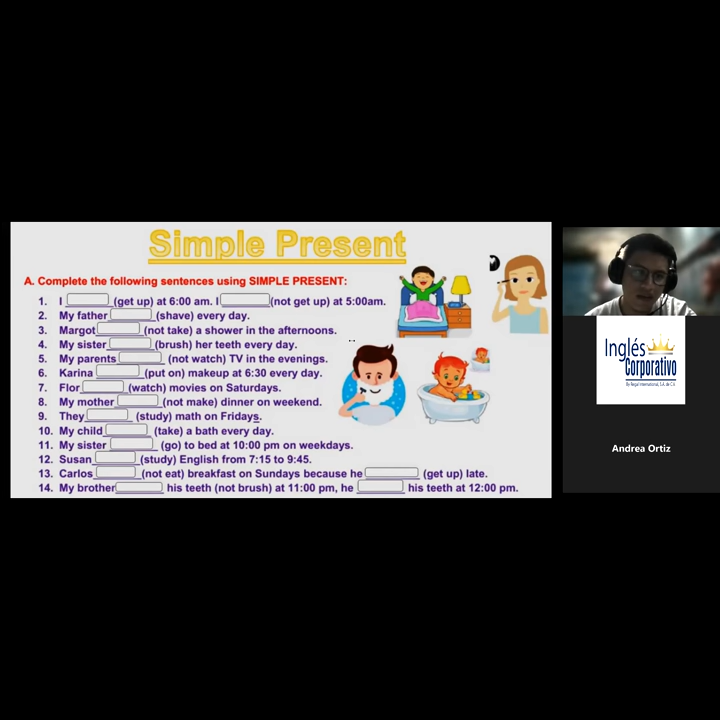 Simple Present
A. Complete the following sentences using SIMPLE PRESENT:
1. I (get up) at 6:00 am. I (not get up) at 5:00am.
2. My father (shave) every day.
3. Margot (not take) a shower in the afternoons.
4. My sister (brush) her teeth every day.
5. My parents (not watch) TV in the evenings.
6. Karina (put on) makeup at 6:30 every day.
7. Flor (watch) movies on Saturdays.
8. My mother (not make) dinner on weekend.
9. They (study) math on Fridays.
10. My child (take) a bath every day.
11. My sister (go) to bed at 10:00 pm on weekdays.
12. Susan (study) English from 7:15 to 9:45.
13. Carlos (not eat) breakfast on Sundays because he (get up) late.
14. My brother his teeth (not brush) at 11:00 pm, he his teeth at 12:00 pm.
Inglés
Corporativo
Andrea Ortiz